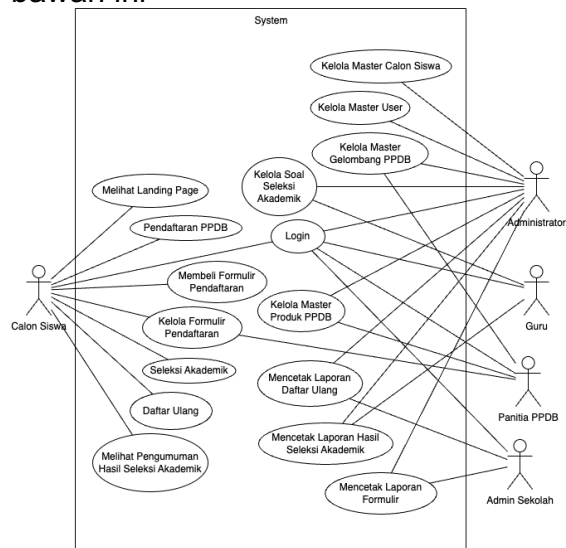 bawah ini
System
Kelola Master Calon Siswa
Kelola Master User
Kelola Master
Gelombang PPDB
Kelola Soal
Seleksi
Akademik
Melihat Landing Page
Administrator
Pendaftaran PPDB
Login
Membeli Formulir
Pendaftaran
Calon Siswa
Kelola Formulir
Pendaftaran
Kelola Master
Produk PPDB
Guru
Seleksi Akademik
Mencetak Laporan
Daftar Ulang
Daftar Ulang
Panitia PPDB
Mencetak Laporan Hasil
Seleksi Akademik
Melihat Pengumuman
Hasil Seleksi Akademik
Mencetak Laporan
Formulir
Admin Sekolah